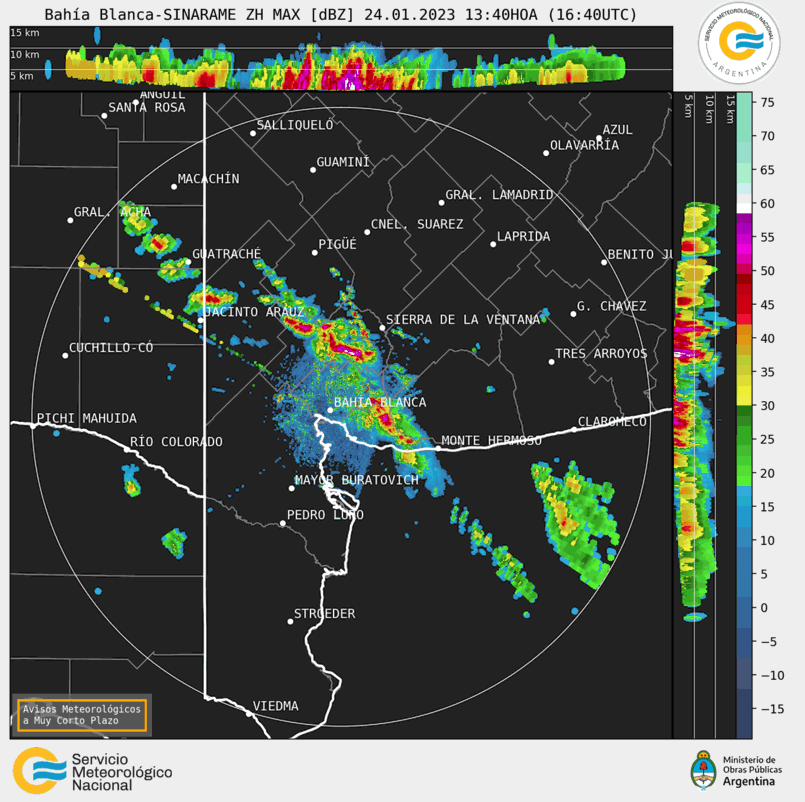 Bahía Blanca-SINARAME ZH MAX [dBZ] 24.01.2023 13:40HOA (16:40UTC)
15 km
10 km
5 km
SERVICIO METEOROLÓGICO NACIONAL
ARGENTINA
5 km
10 km
15 km
ANGUIL
SANTA ROSA
SALLIQUELÓ
AZUL
OLAVARRÍA
GUAMINÍ
MACACHÍN
GRAL. LAMADRID
GRAL. ACHA
CNEL. SUAREZ
LAPRIDA
PIGÜÉ
GUATRACHÉ
BENITO JU
JACINTO ARAUZ
G. CHAVEZ
SIERRA DE LA VENTANA
CUCHILLO-CÓ
TRES ARROYOS
BAHÍA BLANCA
PICHI MAHUIDA
CLAROMECO
RÍO COLORADO
MONTE HERMOSO
MAYOR BURATOVICH
PEDRO LURO
STROEDER
VIEDMA
75
70
65
60
55
50
45
40
35
30
25
20
15
10
5
0
−5
−10
−15
Avisos Meteorológicos
a Muy Corto Plazo
Servicio
Meteorológico
Nacional
Ministerio de
Obras Públicas
Argentina